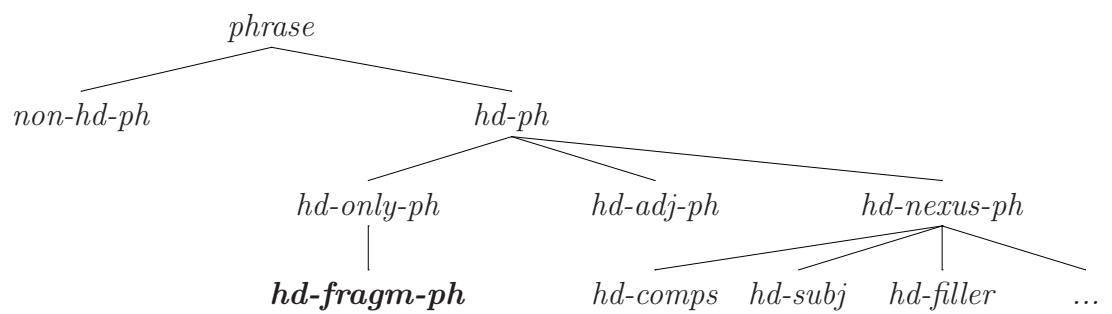 phrase
non-hd-ph hd-ph
hd-only-ph hd-adj-ph hd-nexus-ph
hd-fragm-ph hd-comps hd-subj hd-filler ...